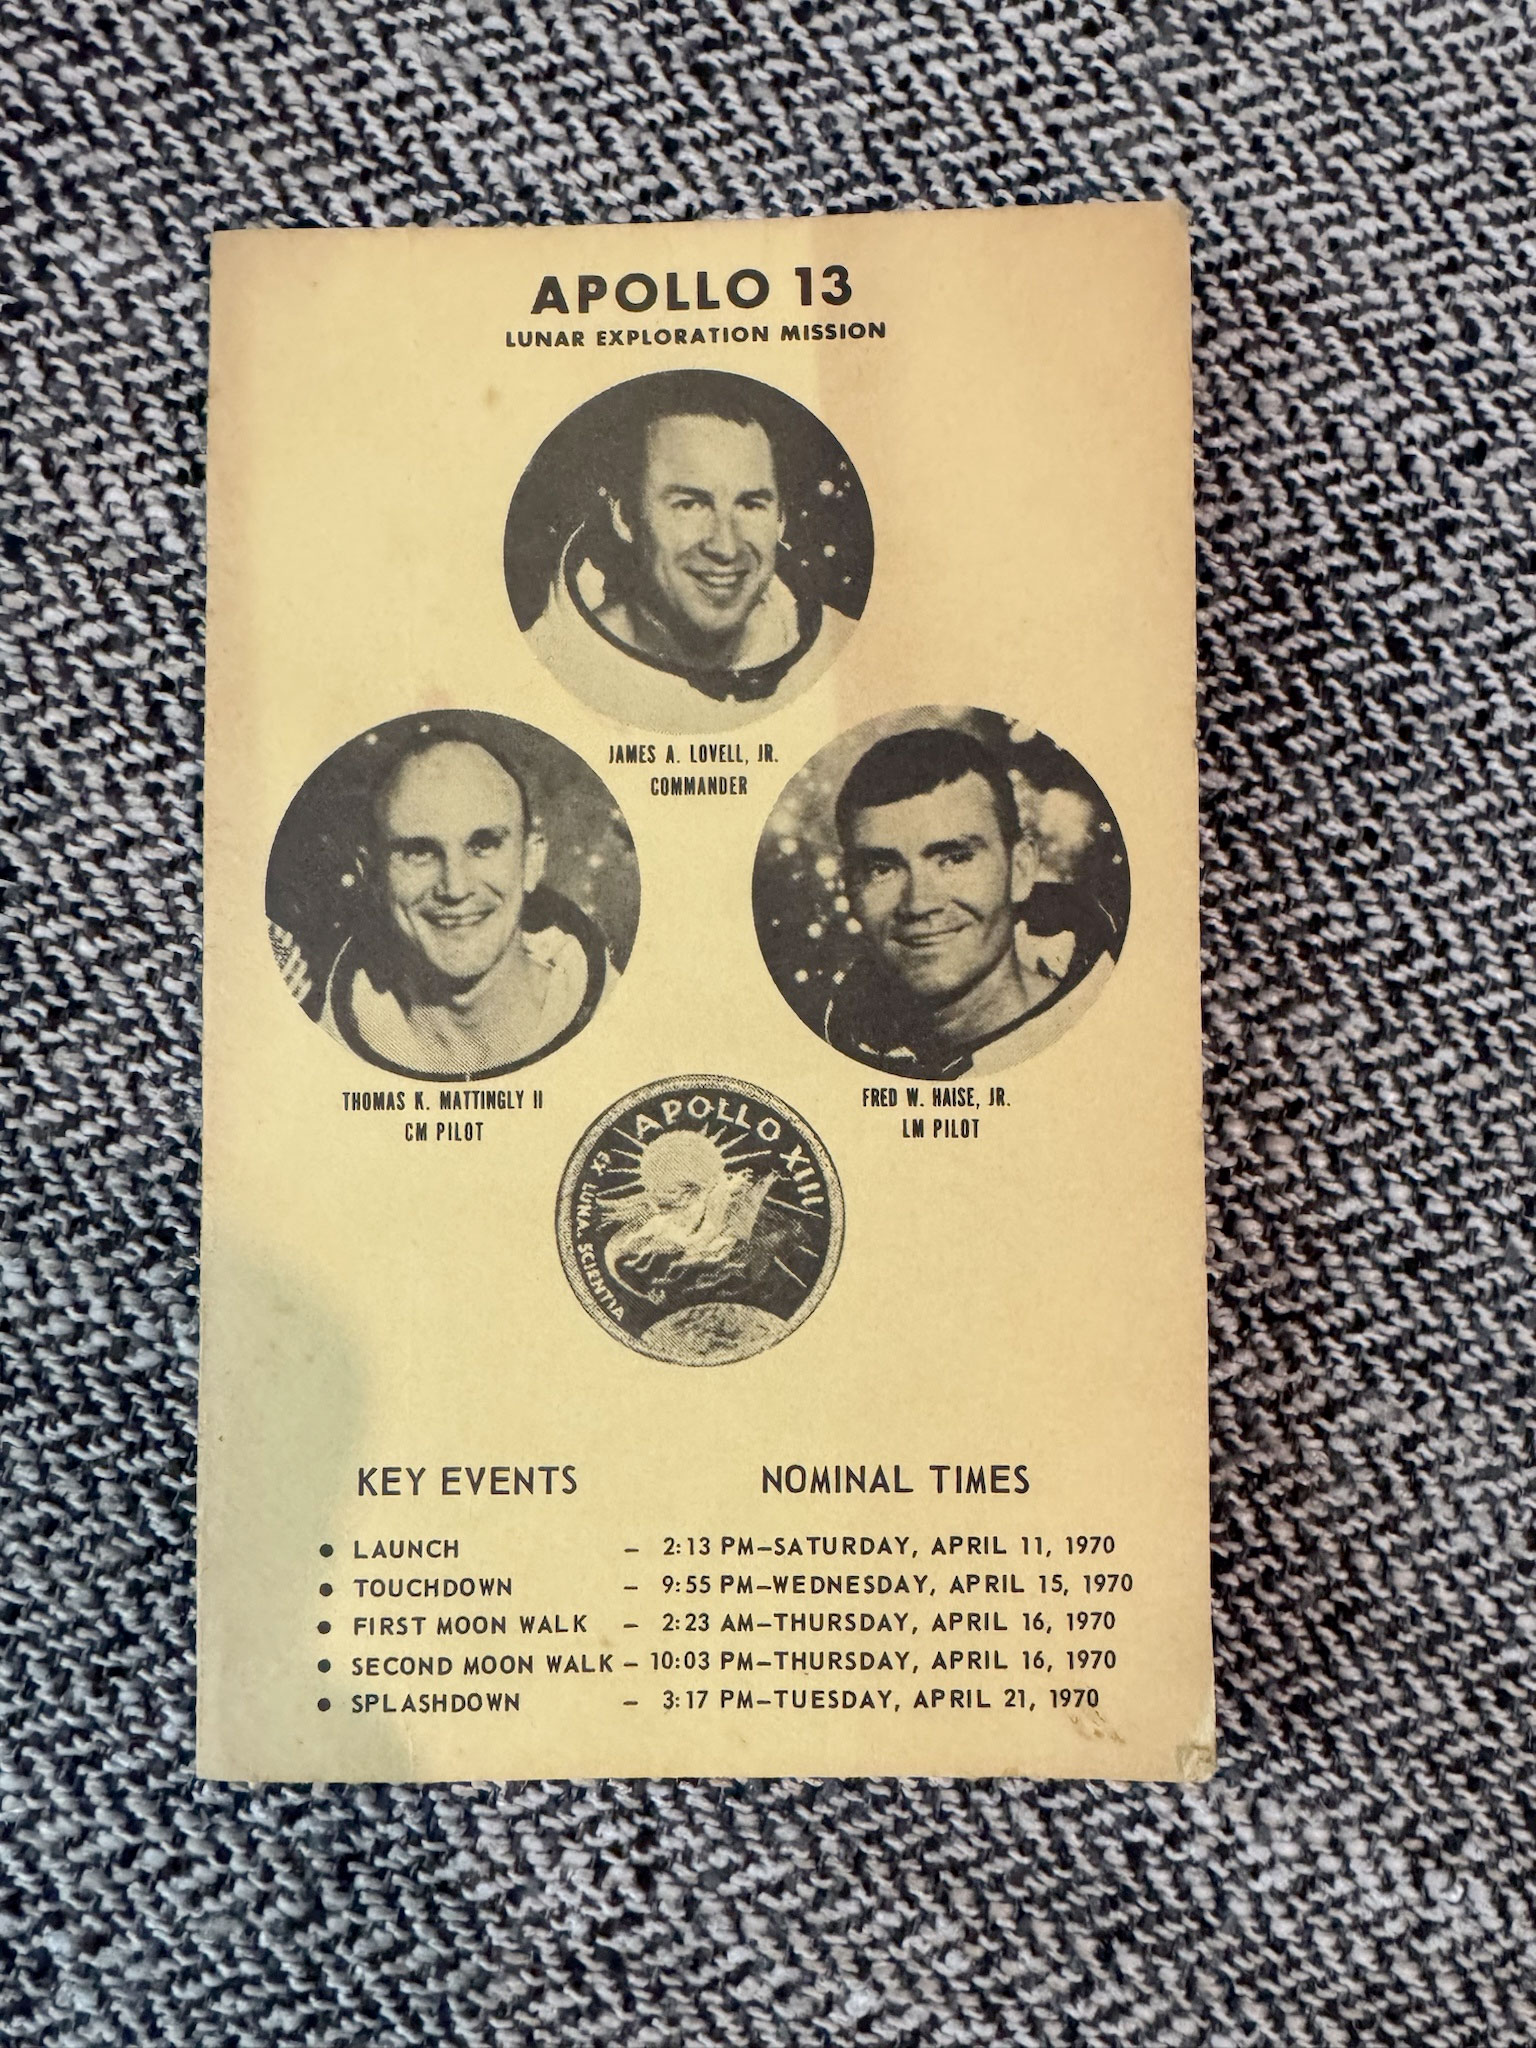 APOLLO 13
LUNAR EXPLORATION MISSION
JAMES A. LOVELL, JR.
COMMANDER
THOMAS K. MATTINGLY II
CM PILOT
FRED W. HAISE, JR.
LM PILOT
APOLLO XIII
EX LUNA, SCIENTIA
KEY EVENTS NOMINAL TIMES
• LAUNCH – 2:13 PM–SATURDAY, APRIL 11, 1970
• TOUCHDOWN – 9:55 PM–WEDNESDAY, APRIL 15, 1970
• FIRST MOON WALK – 2:23 AM–THURSDAY, APRIL 16, 1970
• SECOND MOON WALK – 10:03 PM–THURSDAY, APRIL 16, 1970
• SPLASHDOWN – 3:17 PM–TUESDAY, APRIL 21, 1970